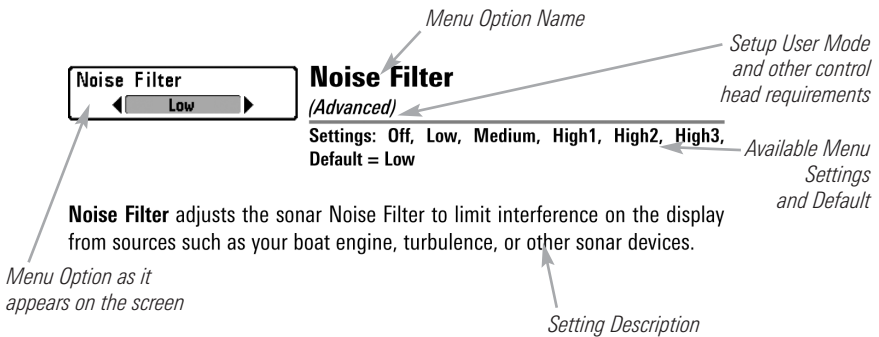 Menu Option Name
Setup User Mode
and other control
head requirements
Noise Filter
Low
Noise Filter
(Advanced)
Settings: Off, Low, Medium, High1, High2, High3,
Default = Low
Available Menu
Settings
and Default
Noise Filter adjusts the sonar Noise Filter to limit interference on the display
from sources such as your boat engine, turbulence, or other sonar devices.
Menu Option as it
appears on the screen
Setting Description